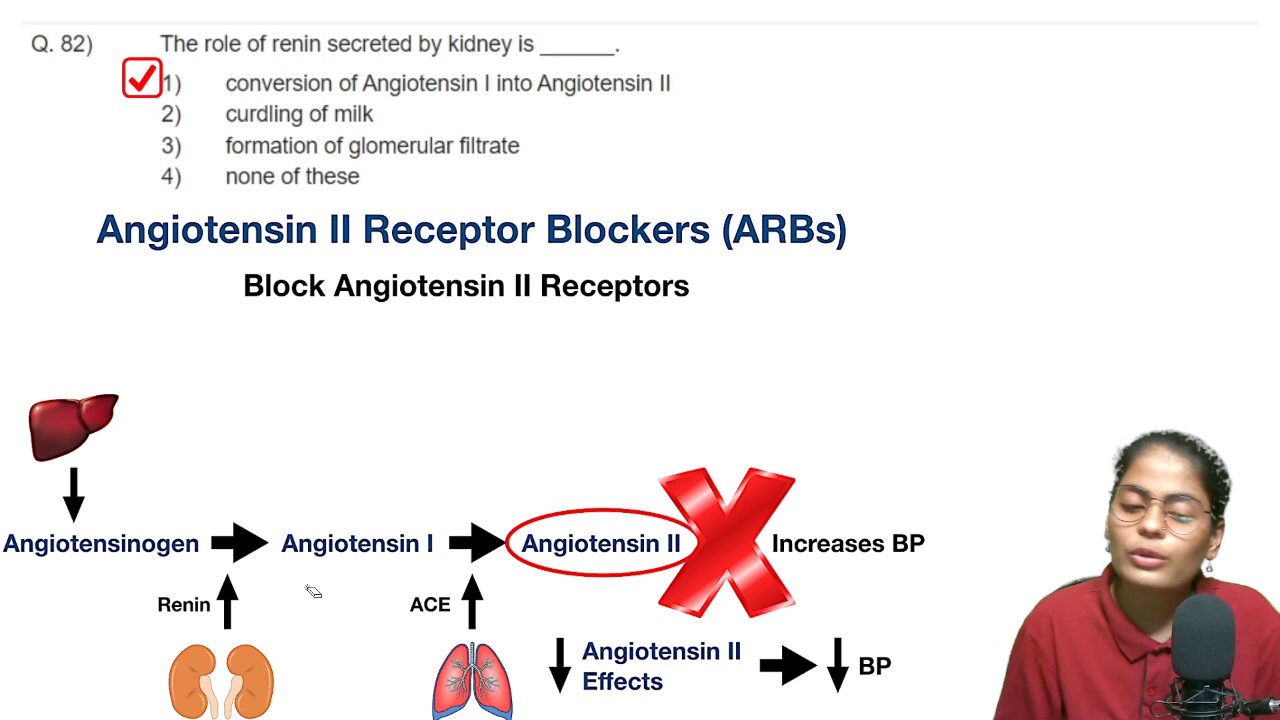 Q. 82) The role of renin secreted by kidney is ______.
1) conversion of Angiotensin I into Angiotensin II
2) curdling of milk
3) formation of glomerular filtrate
4) none of these
Angiotensin II Receptor Blockers (ARBs)
Block Angiotensin II Receptors
Angiotensinogen Angiotensin I Angiotensin II Increases BP
Renin ACE
Angiotensin II
Effects
BP